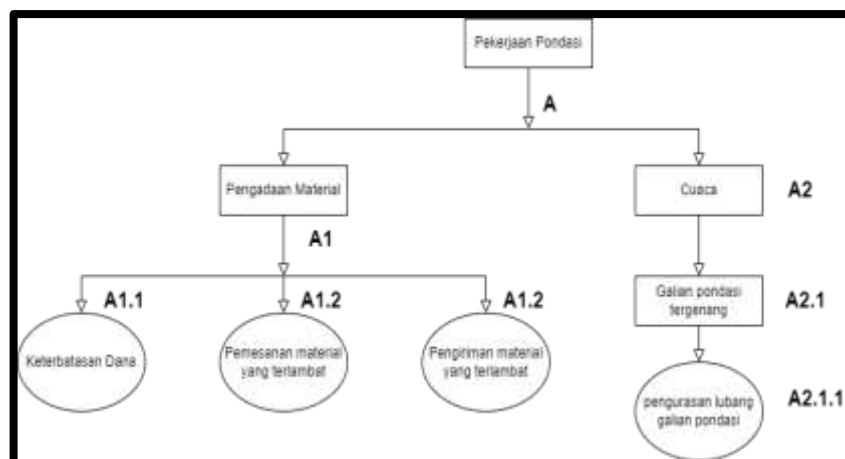 Pekerjaan Pondasi
A
Pengadaan Material
Cuaca
A2
A1
A1.1
A1.2
A1.2
Galian pondasi
tergenang
A2.1
Keterbatasan Dana
Pemesanan material
yang terlambat
Pengiriman material
yang terlambat
pengurasan lubang
galian pondasi
A2.1.1